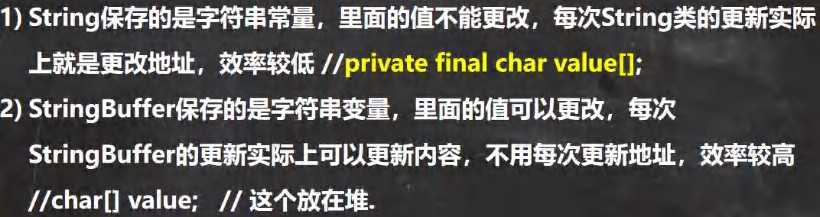 1) String保存的是字符串常量，里面的值不能更改，每次String类的更新实际
上就是更改地址，效率较低 //private final char value[];
2) StringBuffer保存的是字符串变量，里面的值可以更改，每次
StringBuffer的更新实际上可以更新内容，不用每次更新地址，效率较高
//char[] value; // 这个放在堆.